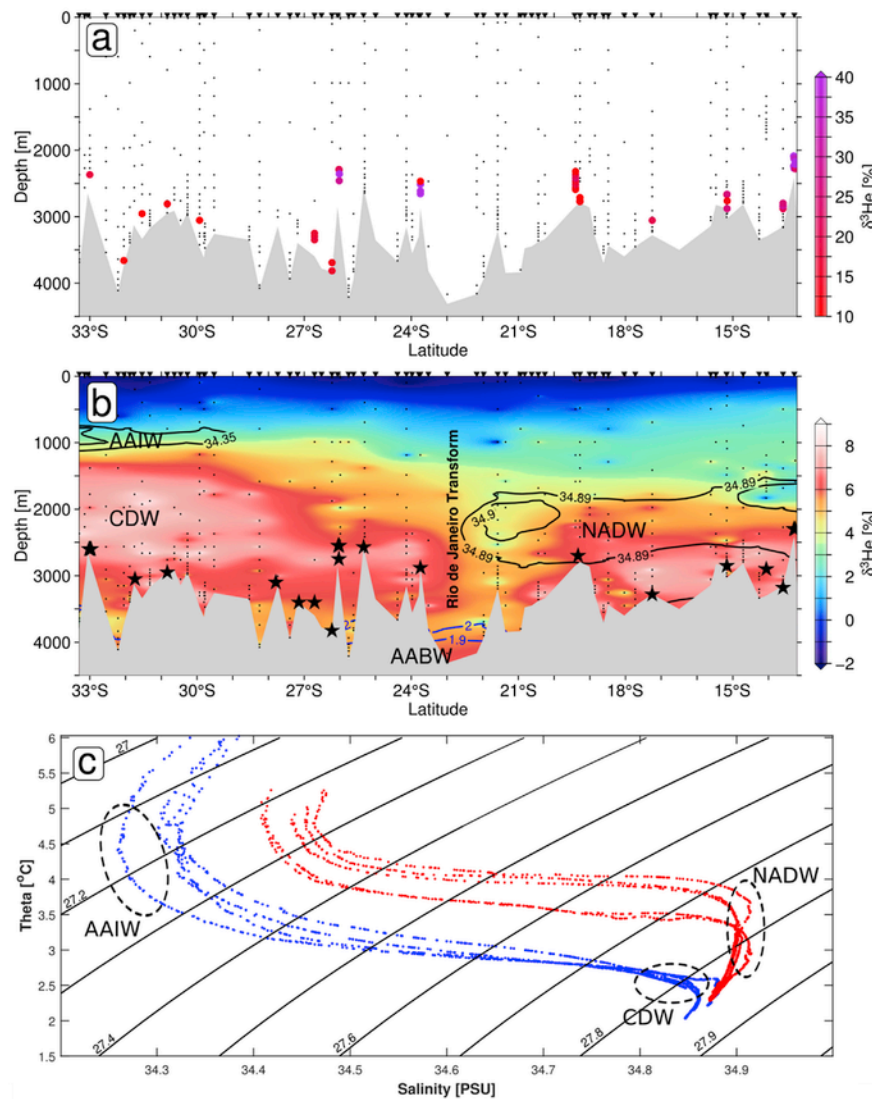 a
0
1000
2000
3000
4000
Depth [m]
33°S 30°S 27°S 24°S 21°S 18°S 15°S
Latitude
40
35
30
25
20
15
10
δ³He [%]
b
0
1000
2000
3000
4000
Depth [m]
AAIW
34.35
CDW
Rio de Janeiro Transform
34.89
34.89
34.9
NADW
34.89
34.89
2
2
1.9
AABW
33°S 30°S 27°S 24°S 21°S 18°S 15°S
Latitude
8
6
4
2
0
−2
δ³He [%]
c
6
5.5
5
4.5
4
3.5
3
2.5
2
1.5
Theta [°C]
27
27.2
27.4
27.6
27.8
27.9
AAIW
NADW
CDW
34.3 34.4 34.5 34.6 34.7 34.8 34.9
Salinity [PSU]